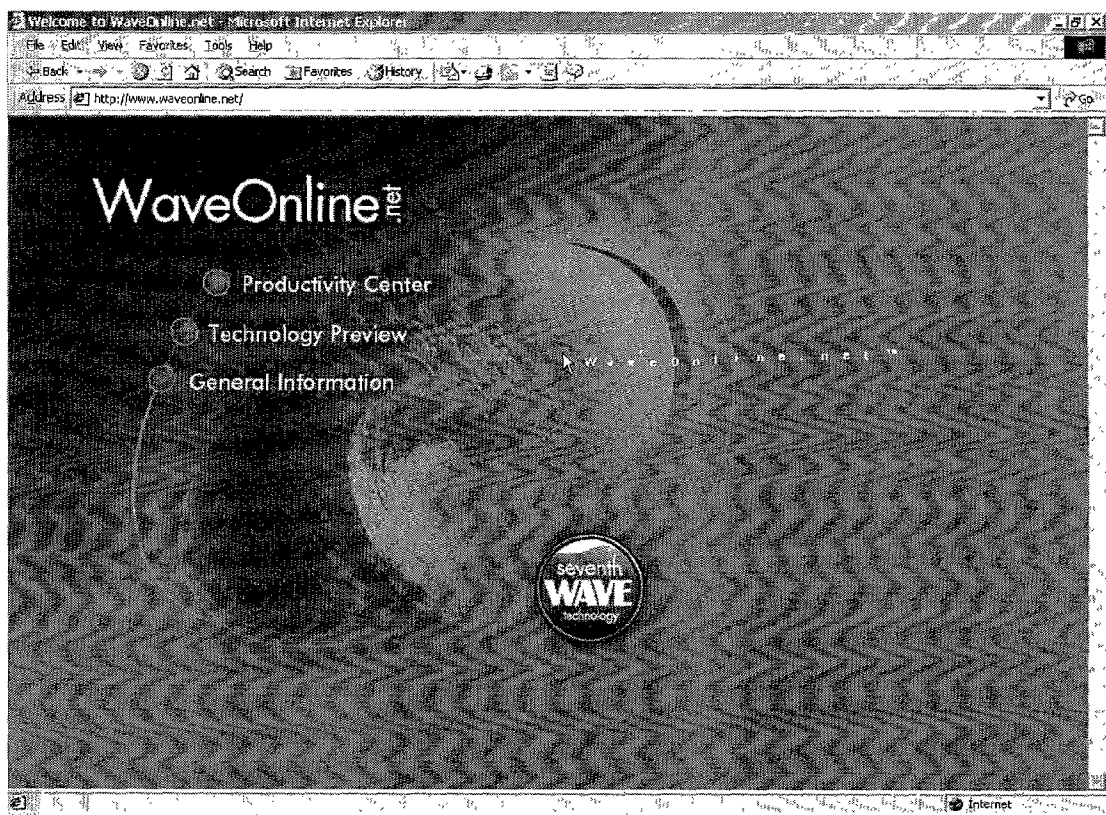 Welcome to WaveOnline.net - Microsoft Internet Explorer
File Edit View Favorites Tools Help
Back Search Favorites History
Address http://www.waveonline.net/ Go
WaveOnline.net
Productivity Center
Technology Preview
General Information
waveonline.net™
seventh
WAVE
technology
Internet